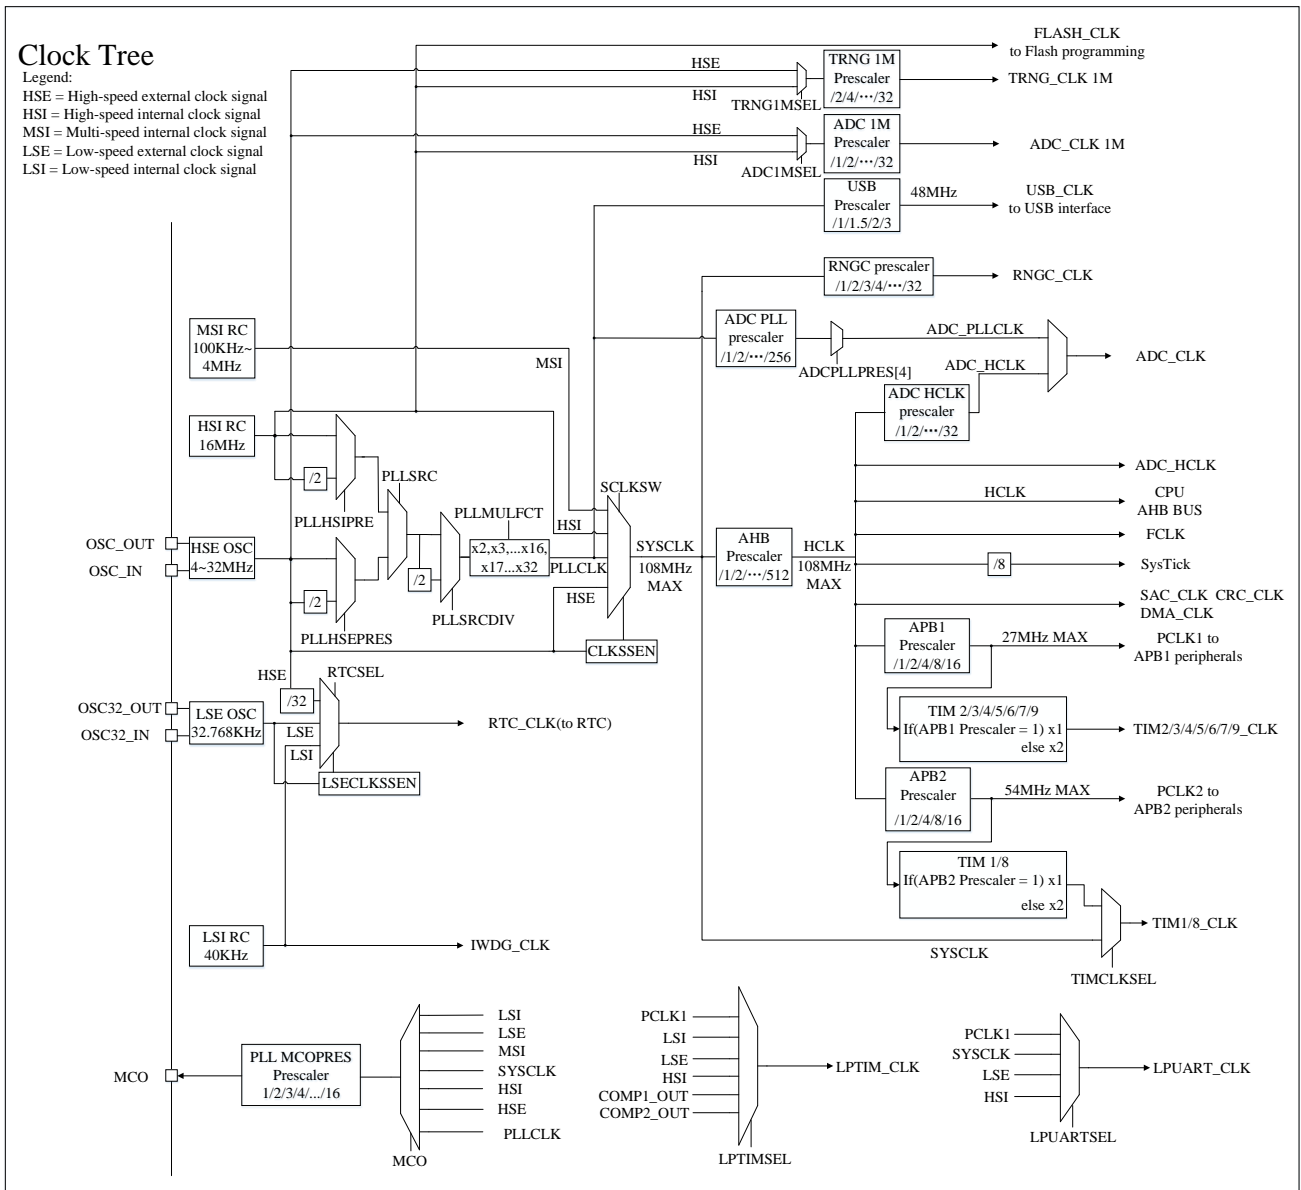 Clock Tree
Legend:
HSE = High-speed external clock signal
HSI = High-speed internal clock signal
MSI = Multi-speed internal clock signal
LSE = Low-speed external clock signal
LSI = Low-speed internal clock signal
FLASH_CLK
to Flash programming
HSE
HSI
TRNG1MSEL
TRNG 1M
Prescaler
/2/4/···/32
TRNG_CLK 1M
HSE
HSI
ADC1MSEL
ADC 1M
Prescaler
/1/2/···/32
ADC_CLK 1M
USB
Prescaler
/1/1.5/2/3
48MHz
USB_CLK
to USB interface
RNGC prescaler
/1/2/3/4/···/32
RNGC_CLK
MSI RC
100KHz~
4MHz
MSI
ADC PLL
prescaler
/1/2/···/256
ADCPLLPRES[4]
ADC_PLLCLK
ADC_HCLK
ADC_CLK
ADC HCLK
prescaler
/1/2/···/32
HSI RC
16MHz
/2
PLLHSIPRE
PLLSRC
PLLMULFCT
x2,x3,...x16,
x17...x32
/2
PLLSRCDIV
SCLKSW
HSI
PLLCLK
HSE
SYSCLK
108MHz
MAX
CLKSSEN
AHB
Prescaler
/1/2/···/512
HCLK
108MHz
MAX
OSC_OUT
OSC_IN
HSE OSC
4~32MHz
/2
PLLHSEPRES
ADC_HCLK
HCLK
CPU
AHB BUS
FCLK
/8
SysTick
SAC_CLK CRC_CLK
DMA_CLK
APB1
Prescaler
/1/2/4/8/16
27MHz MAX
PCLK1 to
APB1 peripherals
TIM 2/3/4/5/6/7/9
If(APB1 Prescaler = 1) x1
else x2
TIM2/3/4/5/6/7/9_CLK
HSE
/32
RTCSEL
OSC32_OUT
OSC32_IN
LSE OSC
32.768KHz
LSE
LSI
LSECLKSSEN
RTC_CLK(to RTC)
APB2
Prescaler
/1/2/4/8/16
54MHz MAX
PCLK2 to
APB2 peripherals
TIM 1/8
If(APB2 Prescaler = 1) x1
else x2
TIM1/8_CLK
SYSCLK
TIMCLKSEL
LSI RC
40KHz
IWDG_CLK
MCO
PLL MCOPRES
Prescaler
1/2/3/4/.../16
LSI
LSE
MSI
SYSCLK
HSI
HSE
PLLCLK
MCO
PCLK1
LSI
LSE
HSI
COMP1_OUT
COMP2_OUT
LPTIM_CLK
LPTIMSEL
PCLK1
SYSCLK
LSE
HSI
LPUART_CLK
LPUARTSEL